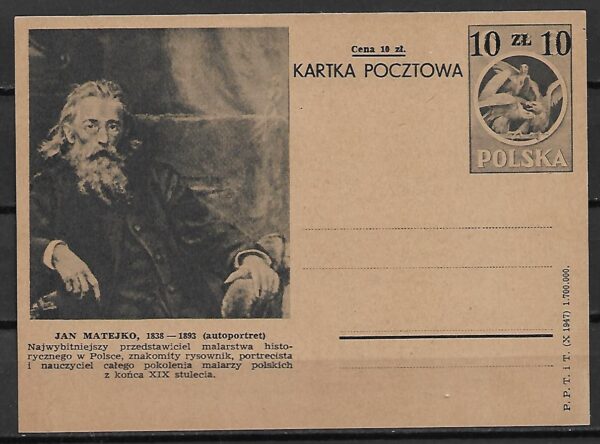 Cena 10 zł.
KARTKA POCZTOWA
10 ZŁ 10
POLSKA
JAN MATEJKO, 1838 — 1893 (autoportret)
Najwybitniejszy przedstawiciel malarstwa histo-
rycznego w Polsce, znakomity rysownik, portrecista
i nauczyciel całego pokolenia malarzy polskich
z końca XIX stulecia.
P. P. T. i T. (X 1947) 1.700.000.